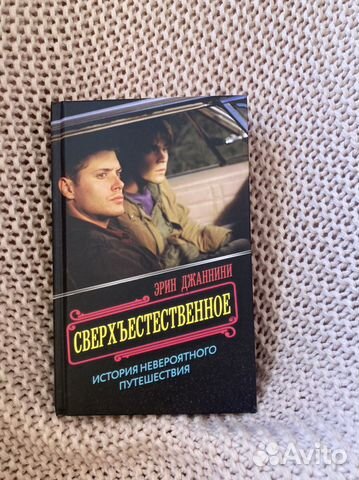 ЭРИН ДЖАННИНИ
СВЕРХЪЕСТЕСТВЕННОЕ
ИСТОРИЯ НЕВЕРОЯТНОГО
ПУТЕШЕСТВИЯ
Avito